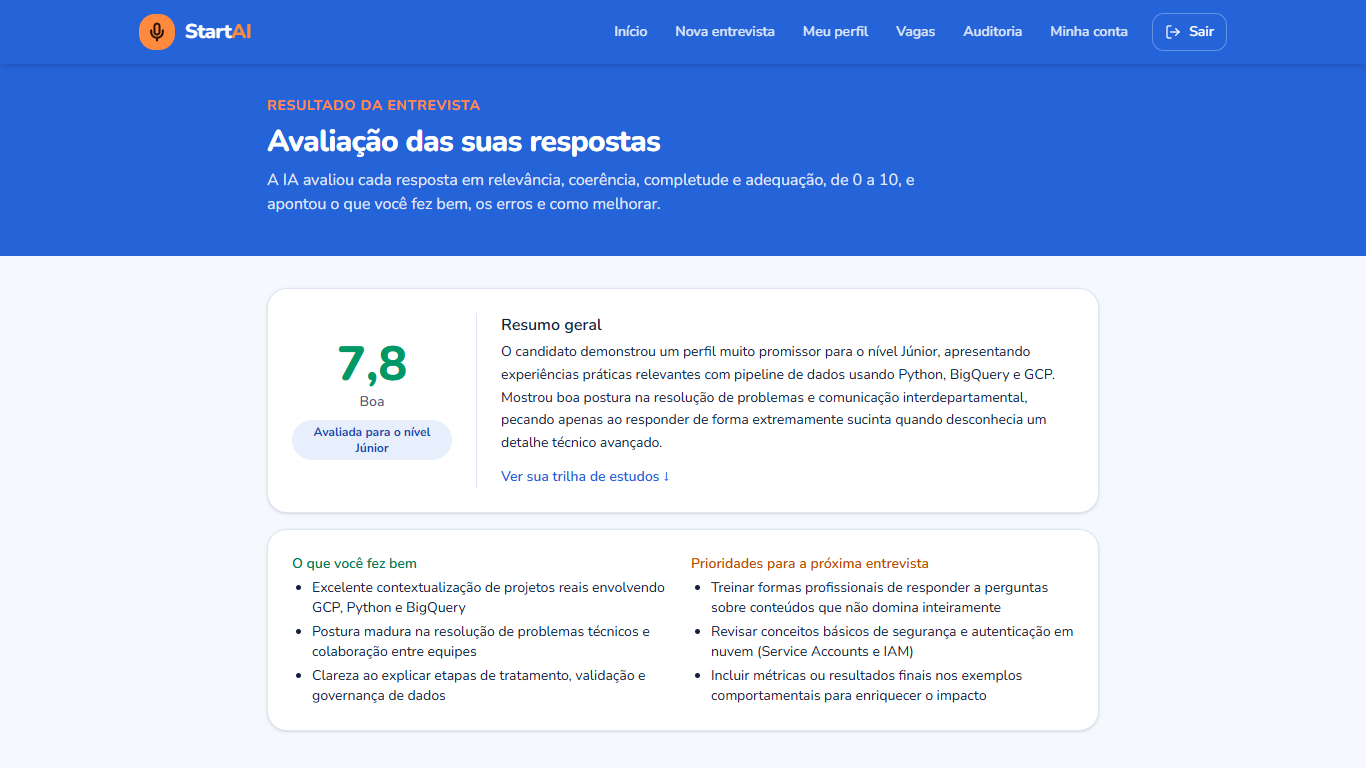 StartAI
Início
Nova entrevista
Meu perfil
Vagas
Auditoria
Minha conta
Sair
RESULTADO DA ENTREVISTA
Avaliação das suas respostas
A IA avaliou cada resposta em relevância, coerência, completude e adequação, de 0 a 10, e
apontou o que você fez bem, os erros e como melhorar.
7,8
Boa
Avaliada para o nível
Júnior
Resumo geral
O candidato demonstrou um perfil muito promissor para o nível Júnior, apresentando
experiências práticas relevantes com pipeline de dados usando Python, BigQuery e GCP.
Mostrou boa postura na resolução de problemas e comunicação interdepartamental,
pecando apenas ao responder de forma extremamente sucinta quando desconhecia um
detalhe técnico avançado.
Ver sua trilha de estudos ↓
O que você fez bem
• Excelente contextualização de projetos reais envolvendo
GCP, Python e BigQuery
• Postura madura na resolução de problemas técnicos e
colaboração entre equipes
• Clareza ao explicar etapas de tratamento, validação e
governança de dados
Prioridades para a próxima entrevista
• Treinar formas profissionais de responder a perguntas
sobre conteúdos que não domina inteiramente
• Revisar conceitos básicos de segurança e autenticação em
nuvem (Service Accounts e IAM)
• Incluir métricas ou resultados finais nos exemplos
comportamentais para enriquecer o impacto